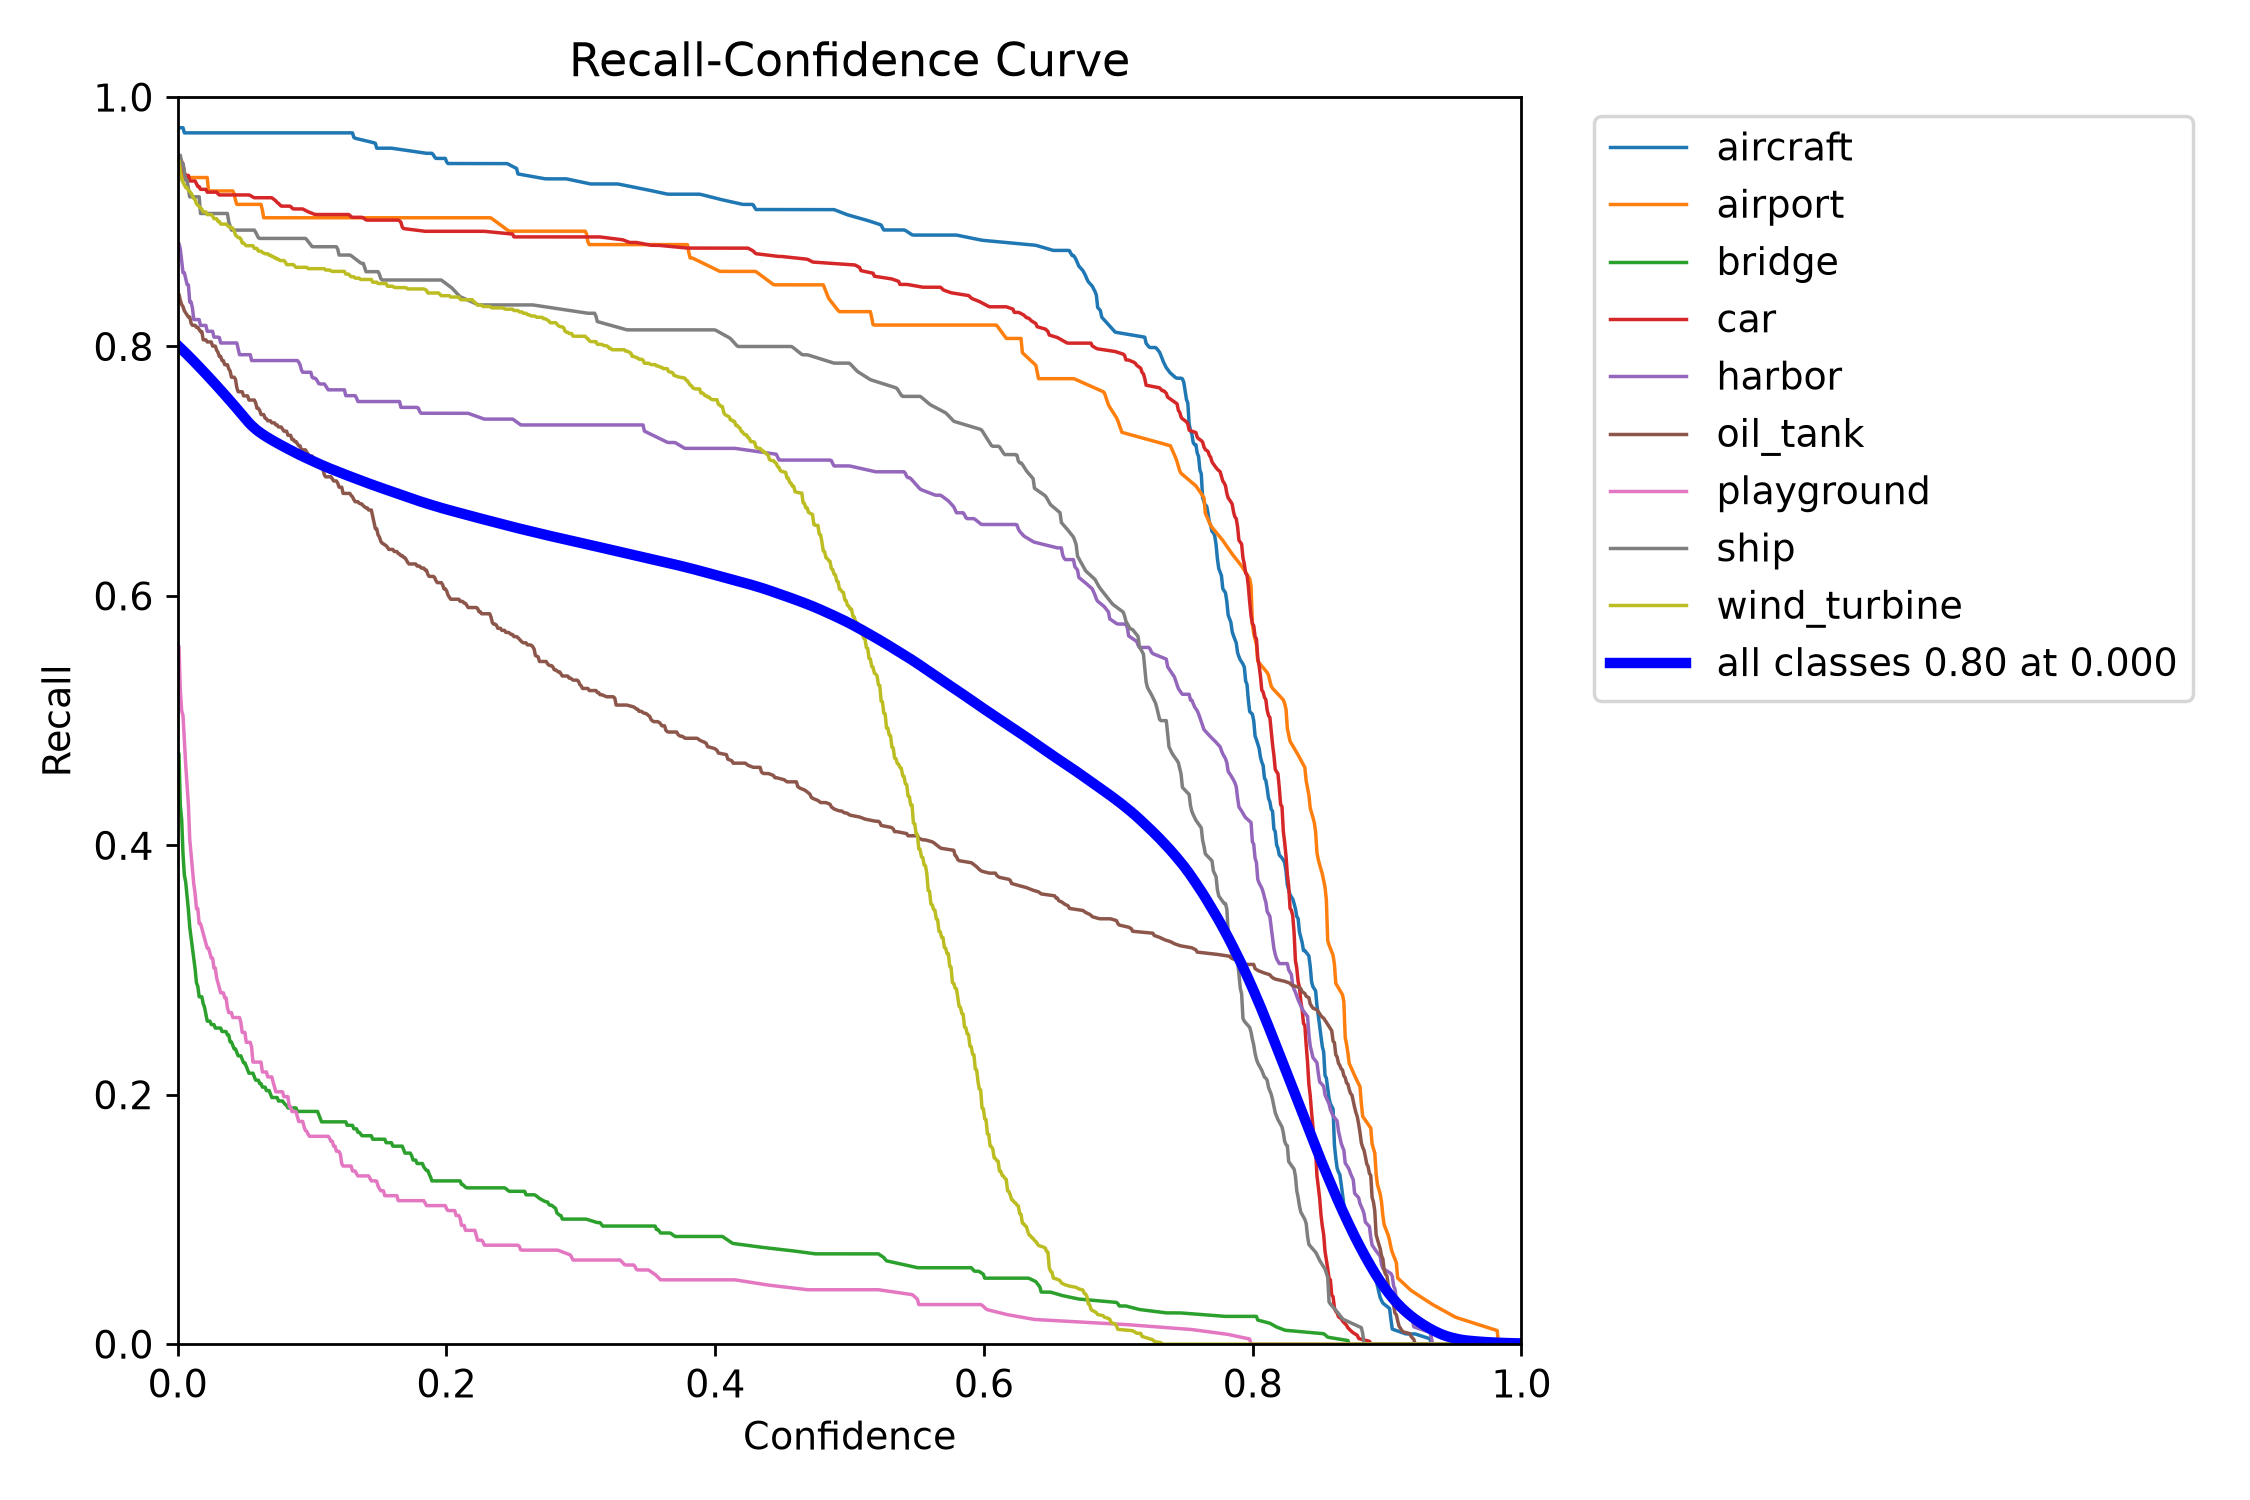 Recall-Confidence Curve
1.0
0.8
0.6
0.4
0.2
0.0
Recall
0.0 0.2 0.4 0.6 0.8 1.0
Confidence
aircraft
airport
bridge
car
harbor
oil_tank
playground
ship
wind_turbine
all classes 0.80 at 0.000